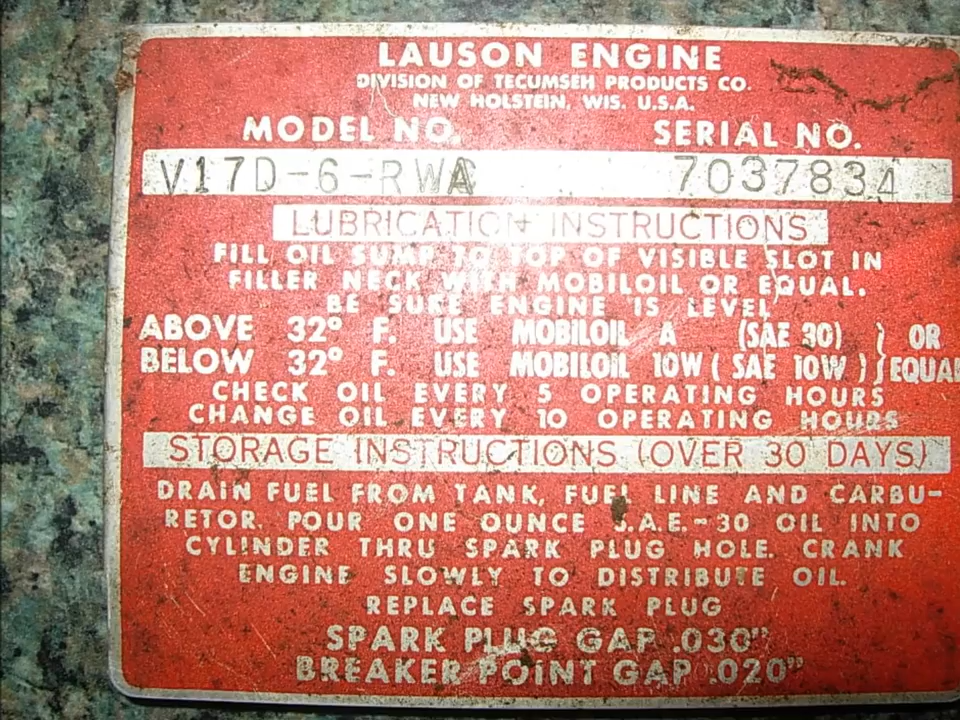 LAUSON ENGINE
DIVISION OF TECUMSEH PRODUCTS CO.
NEW HOLSTEIN, WIS. U.S.A.
MODEL NO. SERIAL NO.
V17D-6-RWA 7037834
LUBRICATION INSTRUCTIONS
FILL OIL SUMP TO TOP OF VISIBLE SLOT IN
FILLER NECK WITH MOBILOIL OR EQUAL.
BE SURE ENGINE IS LEVEL
ABOVE 32° F. USE MOBILOIL A (SAE 30) } OR
BELOW 32° F. USE MOBILOIL 10W ( SAE 10W ) } EQUAL
CHECK OIL EVERY 5 OPERATING HOURS
CHANGE OIL EVERY 10 OPERATING HOURS
STORAGE INSTRUCTIONS (OVER 30 DAYS)
DRAIN FUEL FROM TANK, FUEL LINE AND CARBU-
RETOR. POUR ONE OUNCE S.A.E.-30 OIL INTO
CYLINDER THRU SPARK PLUG HOLE. CRANK
ENGINE SLOWLY TO DISTRIBUTE OIL.
REPLACE SPARK PLUG
SPARK PLUG GAP .030"
BREAKER POINT GAP .020"